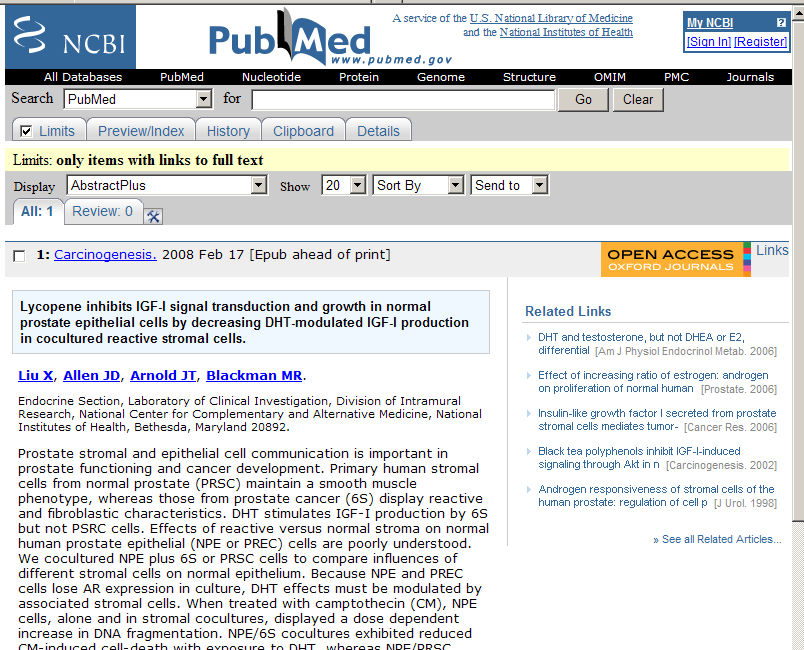 NCBI
PubMed
www.pubmed.gov
A service of the U.S. National Library of Medicine
and the National Institutes of Health
My NCBI ?
[Sign In] [Register]
All Databases PubMed Nucleotide Protein Genome Structure OMIM PMC Journals
Search PubMed for Go Clear
Limits Preview/Index History Clipboard Details
Limits: only items with links to full text
Display AbstractPlus Show 20 Sort By Send to
All: 1 Review: 0
1: Carcinogenesis. 2008 Feb 17 [Epub ahead of print]
OPEN ACCESS
OXFORD JOURNALS
Links
Lycopene inhibits IGF-I signal transduction and growth in normal
prostate epithelial cells by decreasing DHT-modulated IGF-I production
in cocultured reactive stromal cells.
Liu X, Allen JD, Arnold JT, Blackman MR.
Endocrine Section, Laboratory of Clinical Investigation, Division of Intramural
Research, National Center for Complementary and Alternative Medicine, National
Institutes of Health, Bethesda, Maryland 20892.
Prostate stromal and epithelial cell communication is important in
prostate functioning and cancer development. Primary human stromal
cells from normal prostate (PRSC) maintain a smooth muscle
phenotype, whereas those from prostate cancer (6S) display reactive
and fibroblastic characteristics. DHT stimulates IGF-I production by 6S
but not PSRC cells. Effects of reactive versus normal stroma on normal
human prostate epithelial (NPE or PREC) cells are poorly understood.
We cocultured NPE plus 6S or PRSC cells to compare influences of
different stromal cells on normal epithelium. Because NPE and PREC
cells lose AR expression in culture, DHT effects must be modulated by
associated stromal cells. When treated with camptothecin (CM), NPE
cells, alone and in stromal cocultures, displayed a dose dependent
increase in DNA fragmentation. NPE/6S cocultures exhibited reduced
CM-induced cell-death with exposure to DHT, whereas NPE/PRSC
Related Links
DHT and testosterone, but not DHEA or E2,
differential [Am J Physiol Endocrinol Metab. 2006]
Effect of increasing ratio of estrogen: androgen
on proliferation of normal human [Prostate. 2006]
Insulin-like growth factor I secreted from prostate
stromal cells mediates tumor- [Cancer Res. 2006]
Black tea polyphenols inhibit IGF-I-induced
signaling through Akt in n [Carcinogenesis. 2002]
Androgen responsiveness of stromal cells of the
human prostate: regulation of cell p [J Urol. 1998]
» See all Related Articles...